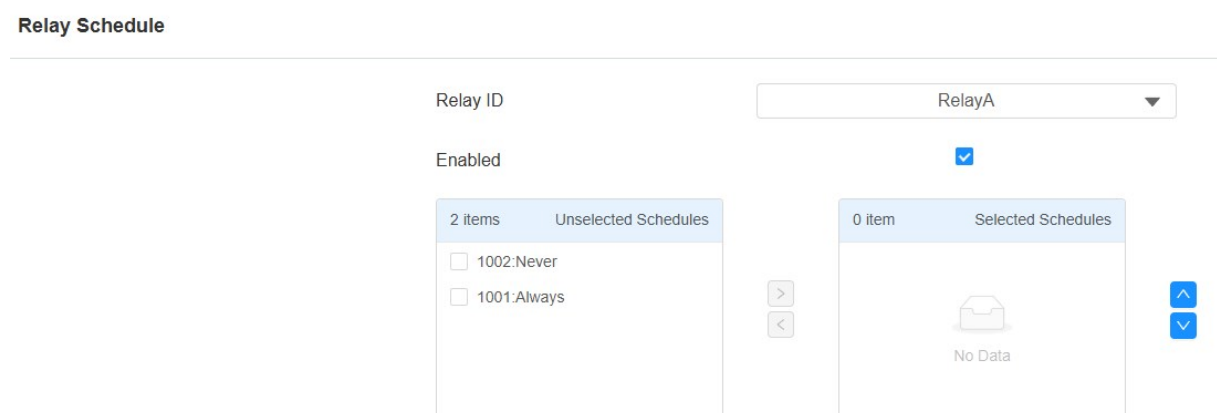 Relay Schedule
Relay ID RelayA
Enabled
2 items Unselected Schedules 0 item Selected Schedules
1002:Never
1001:Always
> 
<
No Data